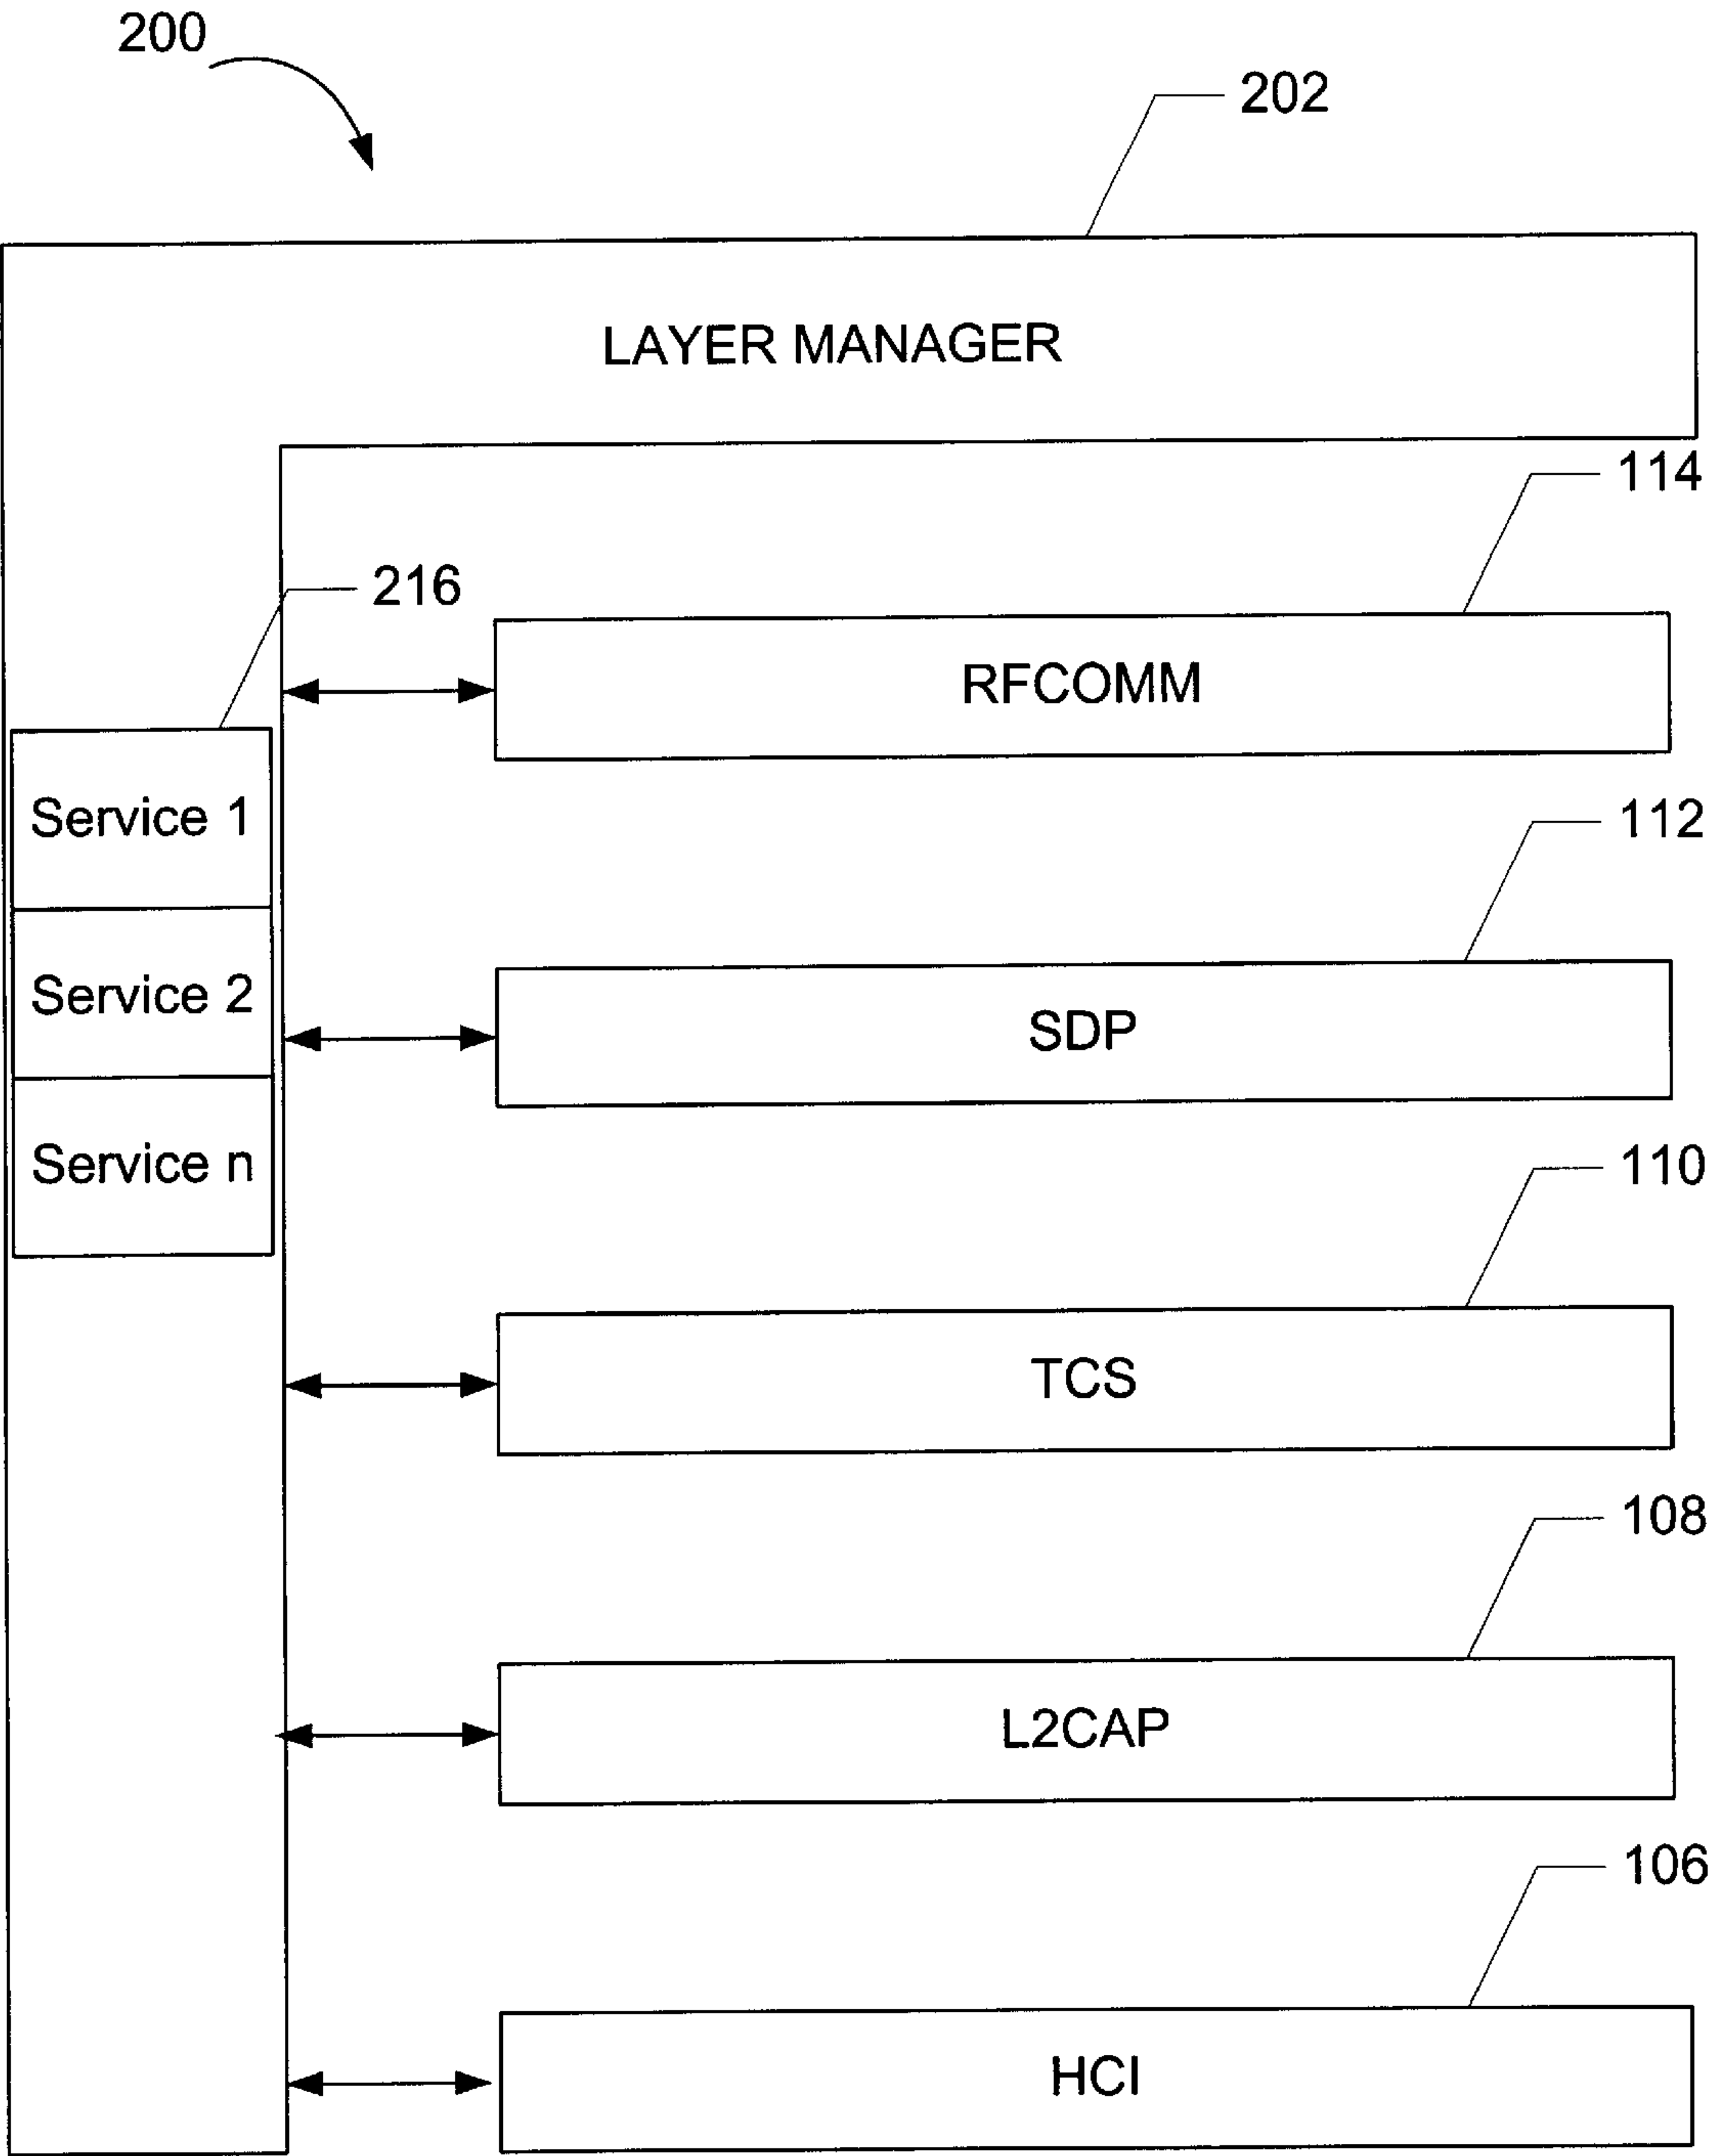 200
202
LAYER MANAGER
114
216
RFCOMM
Service 1
112
Service 2
SDP
Service n
110
TCS
108
L2CAP
106
HCI